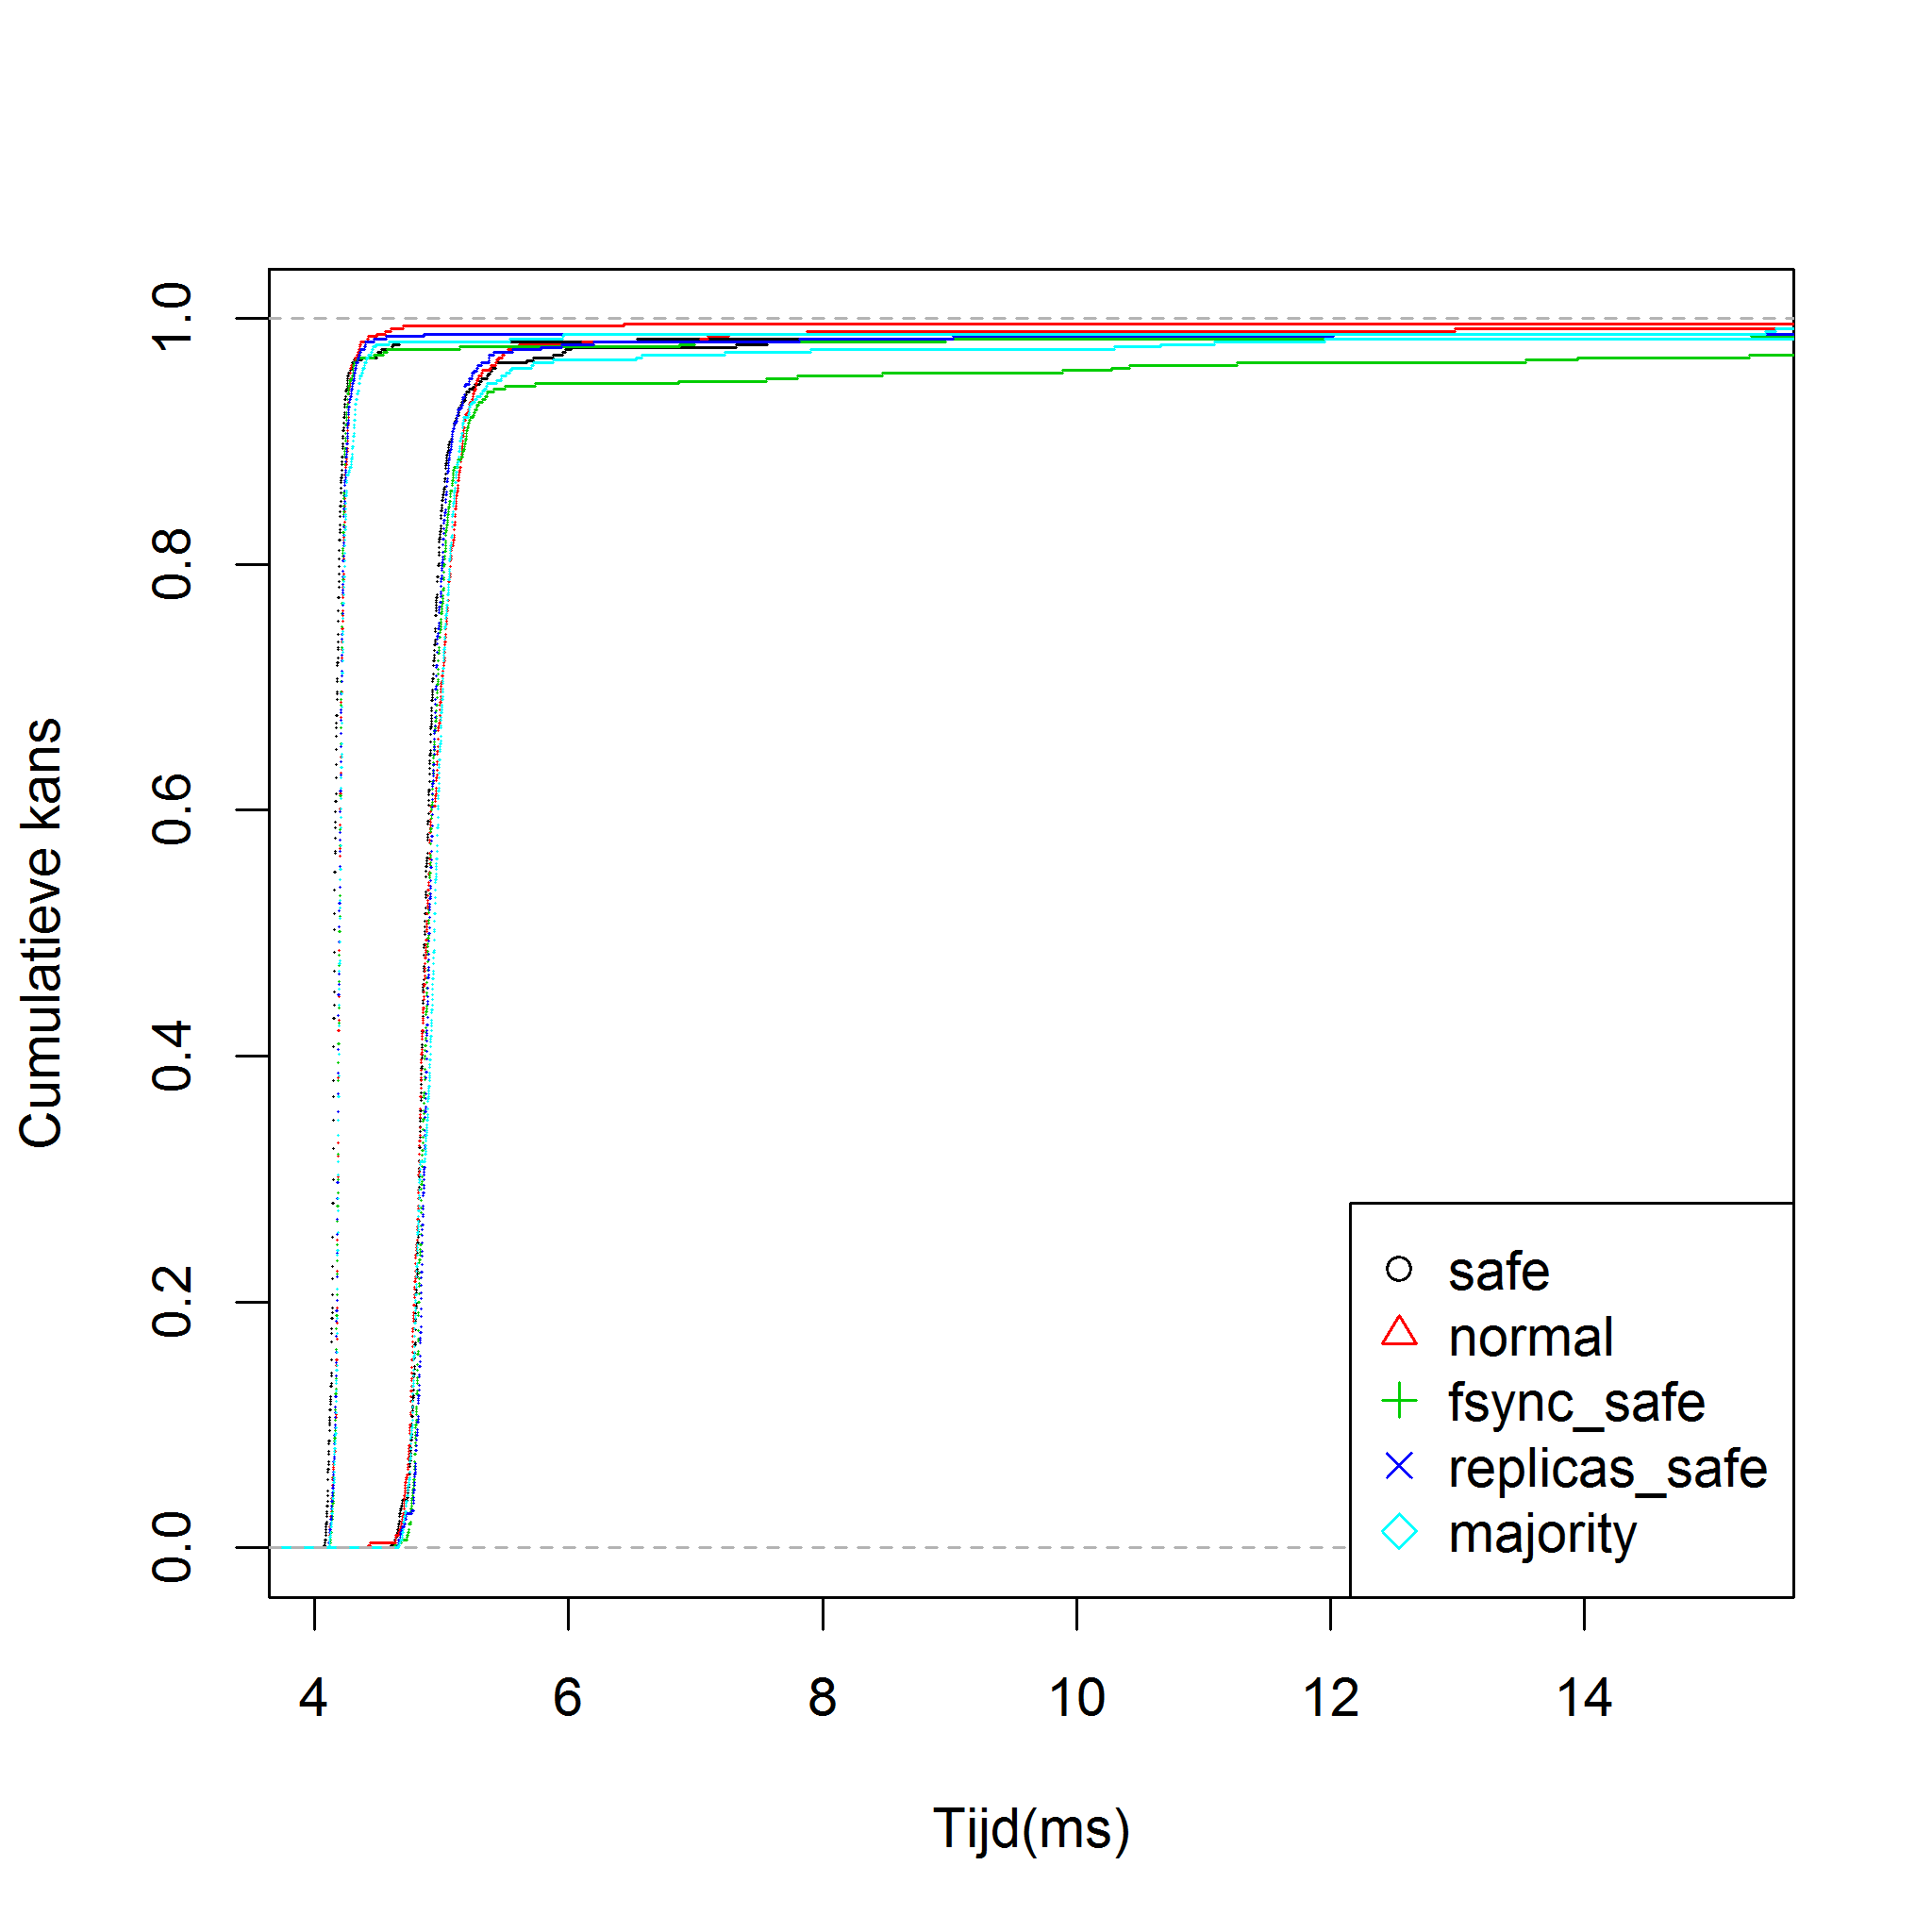 Cumulatieve kans
1.0
0.8
0.6
0.4
0.2
0.0
safe
normal
fsync_safe
replicas_safe
majority
4 6 8 10 12 14
Tijd(ms)